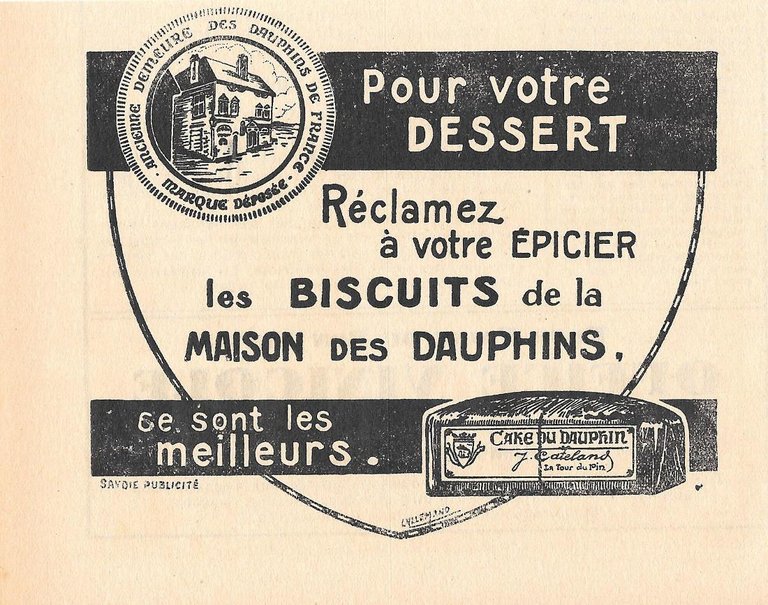 ANCIENNE DEMEURE DES DAUPHINS DE FRANCE
· MARQUE DÉPOSÉE ·
Pour votre
DESSERT
Réclamez
à votre ÉPICIER
les BISCUITS de la
MAISON DES DAUPHINS,
ce sont les
meilleurs.
CAKE DU DAUPHIN
J. Cateland
La Tour du Pin
SAVOIE PUBLICITÉ
LYLLEMAND